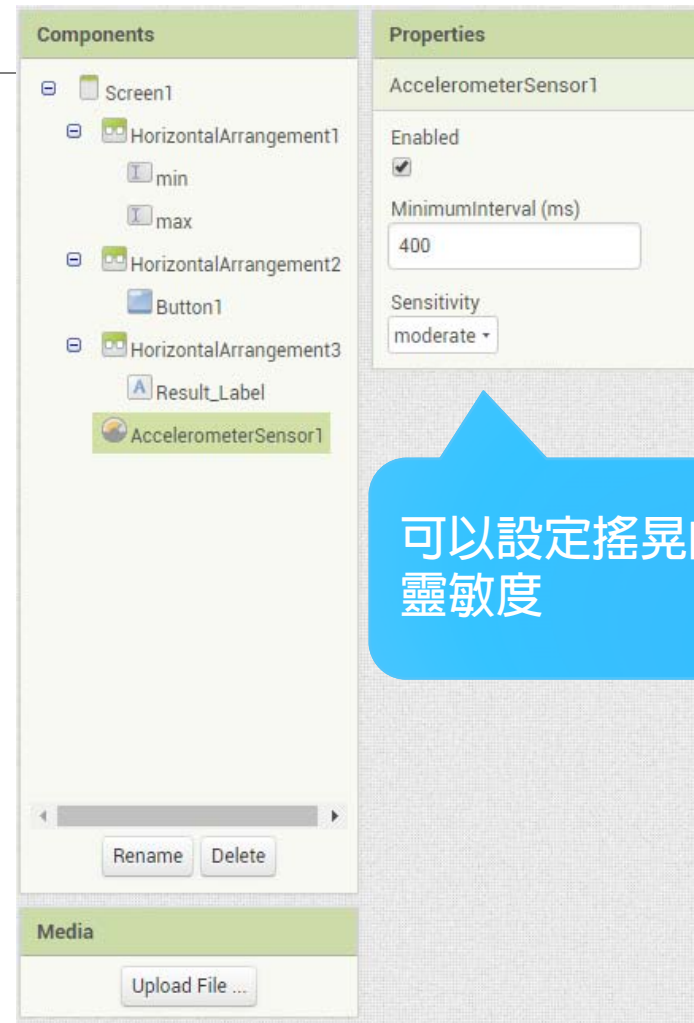 Components
Screen1
HorizontalArrangement1
min
max
HorizontalArrangement2
Button1
HorizontalArrangement3
Result_Label
AccelerometerSensor1
Rename Delete
Media
Upload File ...
Properties
AccelerometerSensor1
Enabled
MinimumInterval (ms)
400
Sensitivity
moderate
可以設定搖晃
靈敏度